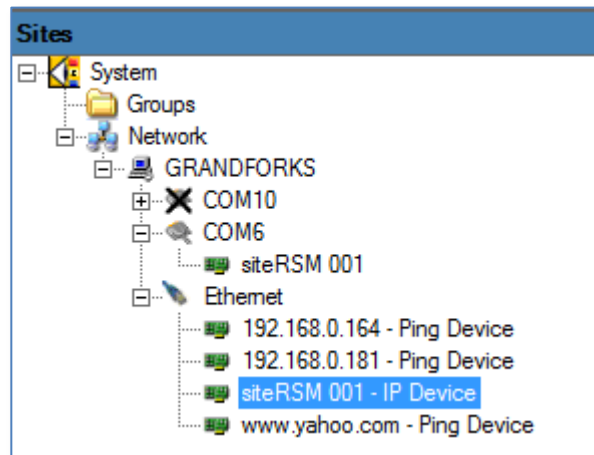 Sites
System
Groups
Network
GRANDFORKS
COM10
COM6
siteRSM 001
Ethernet
192.168.0.164 - Ping Device
192.168.0.181 - Ping Device
siteRSM 001 - IP Device
www.yahoo.com - Ping Device